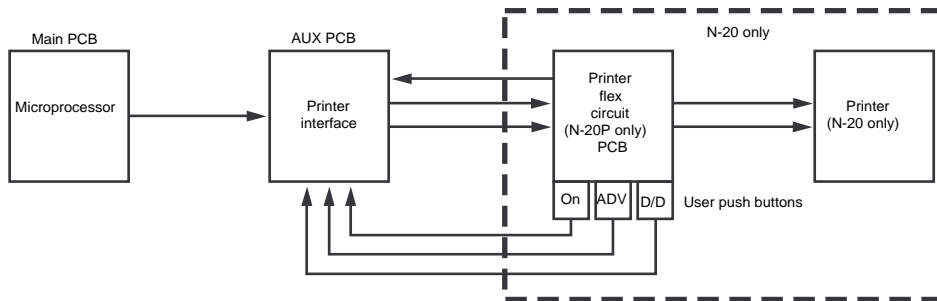 N-20 only
Main PCB
AUX PCB
Microprocessor
Printer
interface
Printer
flex
circuit
(N-20P only)
PCB
Printer
(N-20 only)
On
ADV
D/D
User push buttons